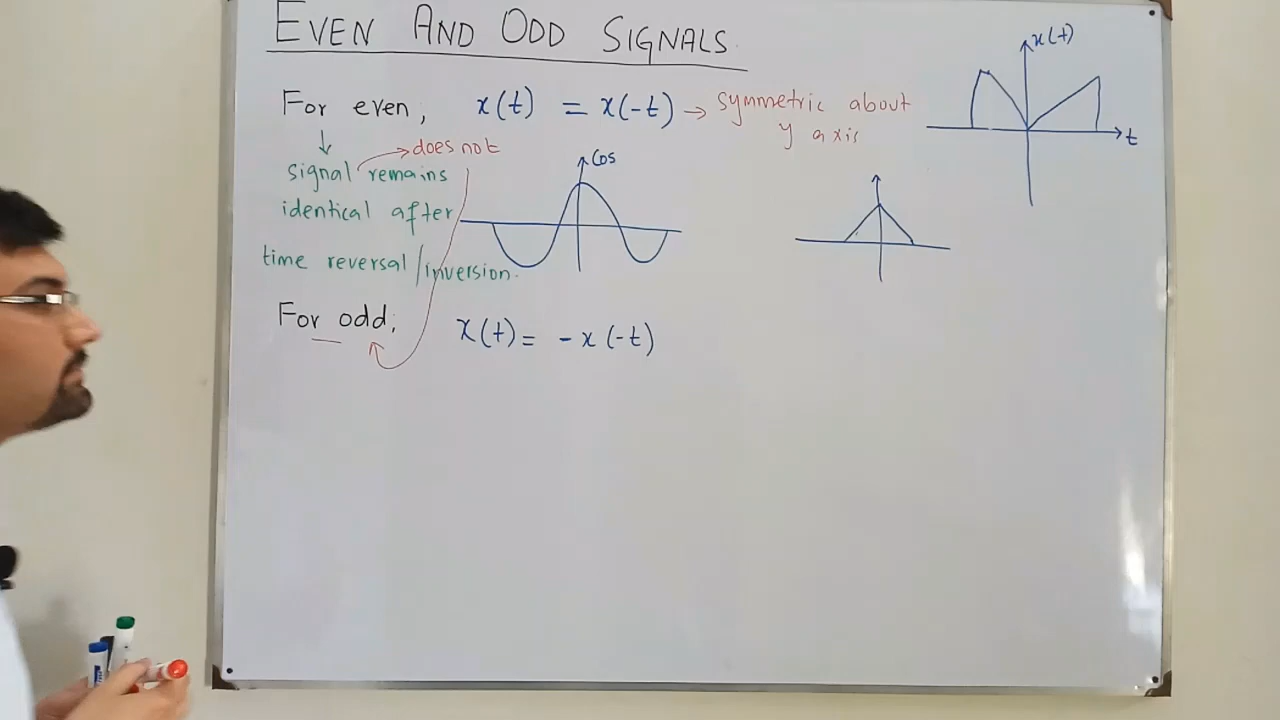 EVEN AND ODD SIGNALS.
For even, x(t) = x(-t) → symmetric about
y axis
x(t)
t
↓ → does not
signal remains
identical after
time reversal/inversion.
Cos
For odd; x(t) = -x(-t)